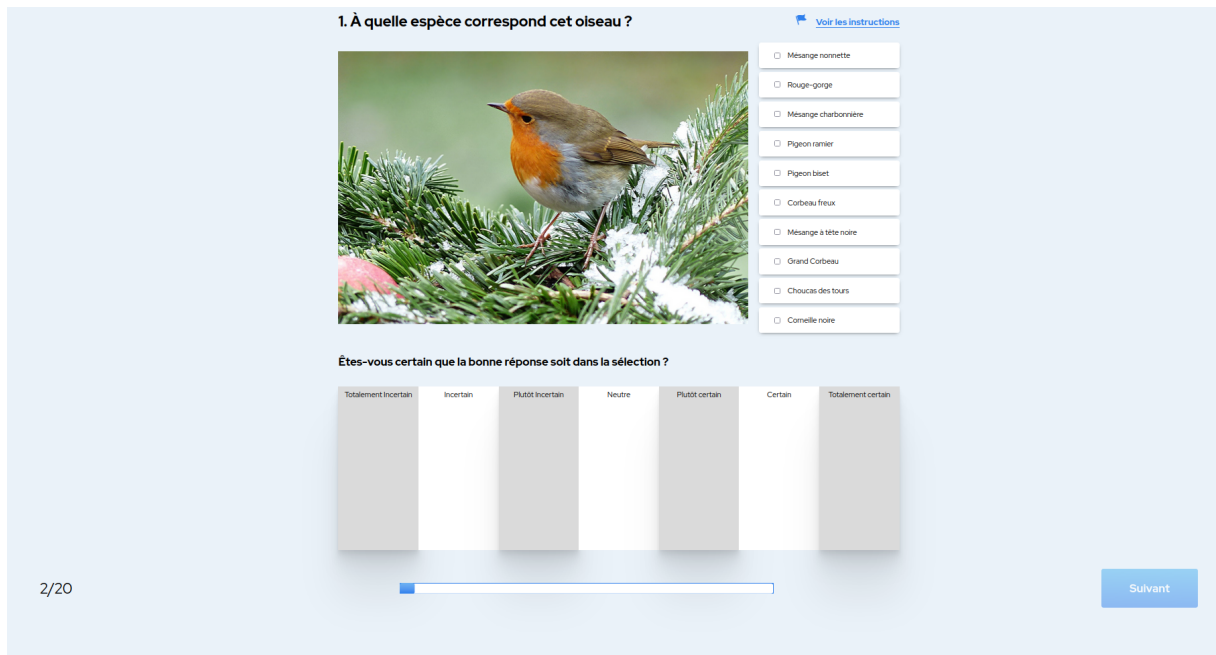 1. À quelle espèce correspond cet oiseau ?
Voir les instructions
Mésange nonnette
Rouge-gorge
Mésange charbonnière
Pigeon ramier
Pigeon biset
Corbeau freux
Mésange à tête noire
Grand Corbeau
Choucas des tours
Corneille noire
Êtes-vous certain que la bonne réponse soit dans la sélection ?
Totalement Incertain
Incertain
Plutôt Incertain
Neutre
Plutôt certain
Certain
Totalement certain
2/20
Suivant